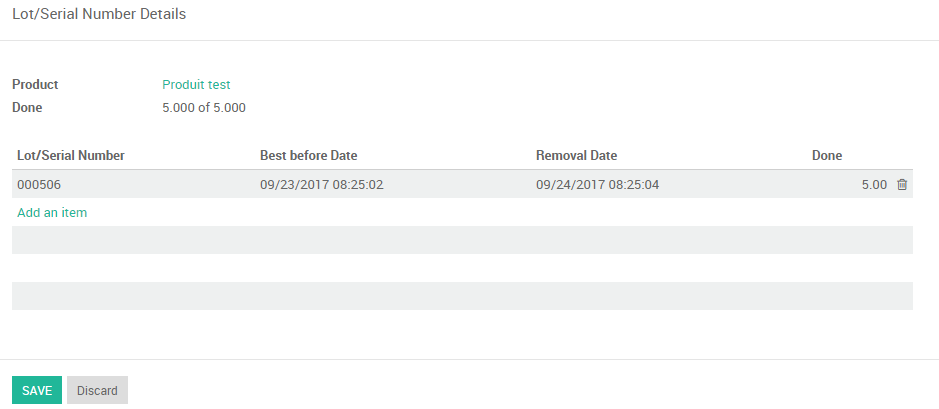 Lot/Serial Number Details
Product Produit test
Done 5.000 of 5.000
Lot/Serial Number Best before Date Removal Date Done
000506 09/23/2017 08:25:02 09/24/2017 08:25:04 5.00
Add an item
SAVE Discard